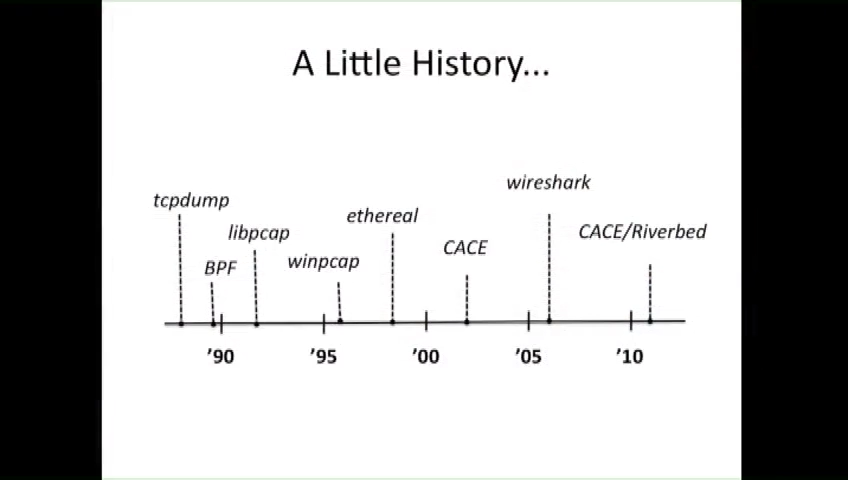 A Little History...
wireshark
tcpdump
ethereal
libpcap
CACE/Riverbed
CACE
winpcap
BPF
’90 ’95 ’00 ’05 ’10